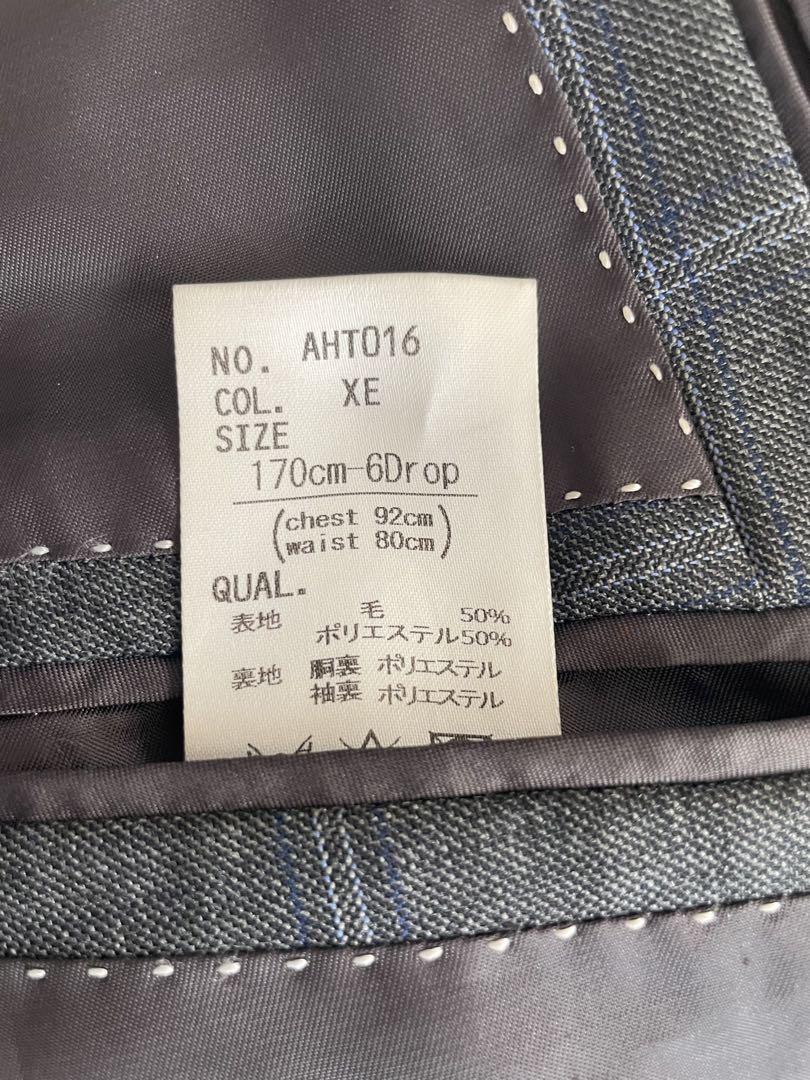 NO. AHT016
COL. XE
SIZE
170cm-6Drop
(chest 92cm
waist 80cm)
QUAL.
表地 毛 50%
ポリエステル50%
裏地 胴裏 ポリエステル
袖裏 ポリエステル